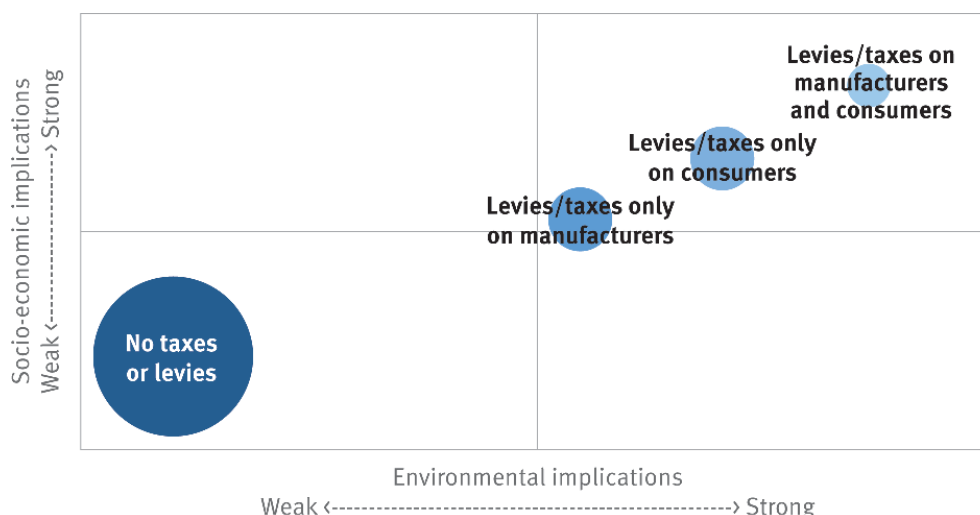 Levies/taxes on
manufacturers
and consumers
Levies/taxes only
on consumers
Levies/taxes only
on manufacturers
No taxes
or levies
Socio-economic implications
Weak <-----------------> Strong
Environmental implications
Weak <---------------------------------------------------> Strong